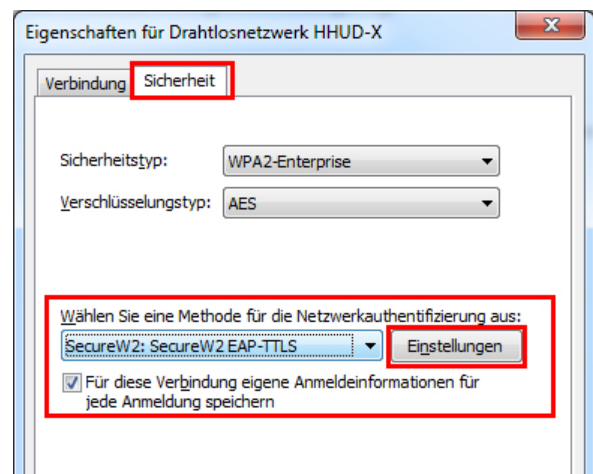 Eigenschaften für Drahtlosnetzwerk HHUD-X
Verbindung Sicherheit
Sicherheitstyp: WPA2-Enterprise
Verschlüsselungstyp: AES
Wählen Sie eine Methode für die Netzwerkauthentifizierung aus:
SecureW2: SecureW2 EAP-TTLS Einstellungen
Für diese Verbindung eigene Anmeldeinformationen für
jede Anmeldung speichern